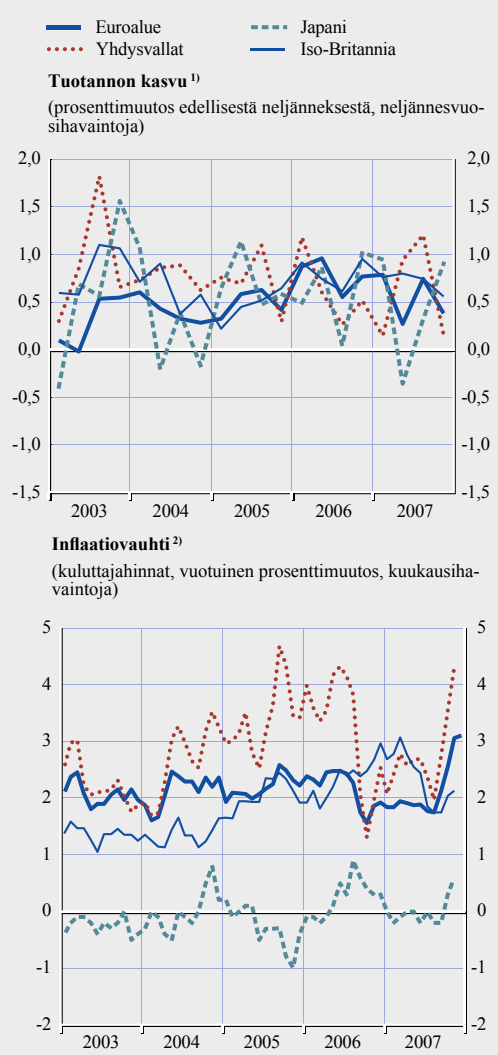 Euroalue Japani
Yhdysvallat Iso-Britannia
Tuotannon kasvu 1)
(prosenttimuutos edellisestä neljänneksestä, neljännesvuo-
sihavaintoja)
2,0 2,0
1,5 1,5
1,0 1,0
0,5 0,5
0,0 0,0
-0,5 -0,5
-1,0 -1,0
-1,5 -1,5
2003 2004 2005 2006 2007
Inflaatiovauhti 2)
(kuluttajahinnat, vuotuinen prosenttimuutos, kuukausiha-
vaintoja)
5 5
4 4
3 3
2 2
1 1
0 0
-1 -1
-2 -2
2003 2004 2005 2006 2007